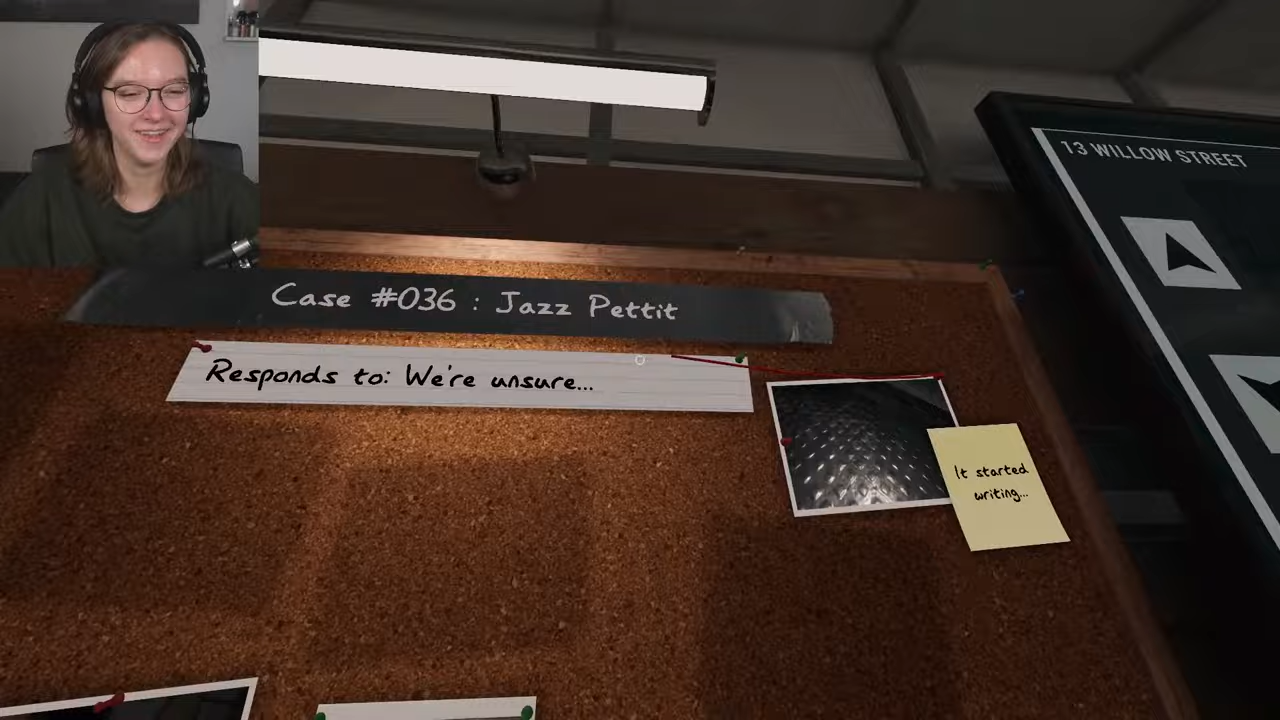 13 WILLOW STREET
Case #036 : Jazz Pettit
Responds to: We're unsure...
It started
writing...